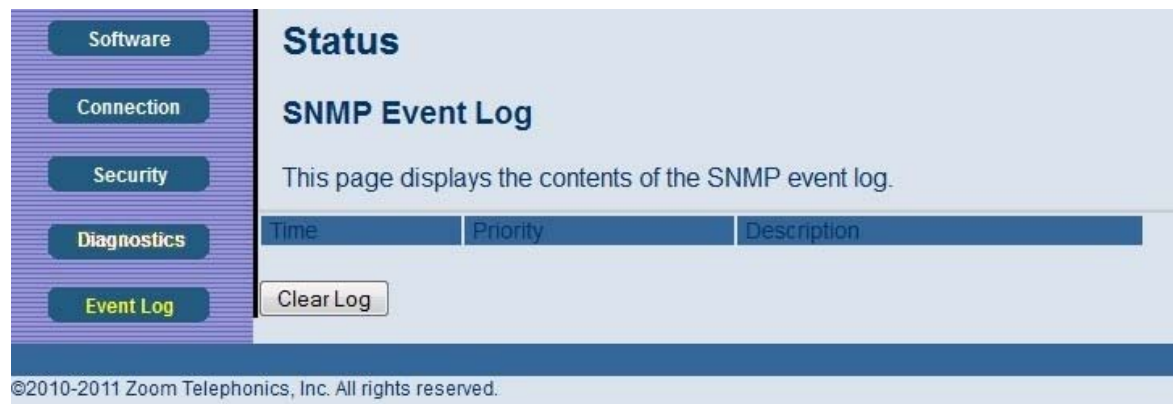 Software
Connection
Security
Diagnostics
Event Log
Status
SNMP Event Log
This page displays the contents of the SNMP event log.
Time Priority Description
Clear Log
©2010-2011 Zoom Telephonics, Inc. All rights reserved.